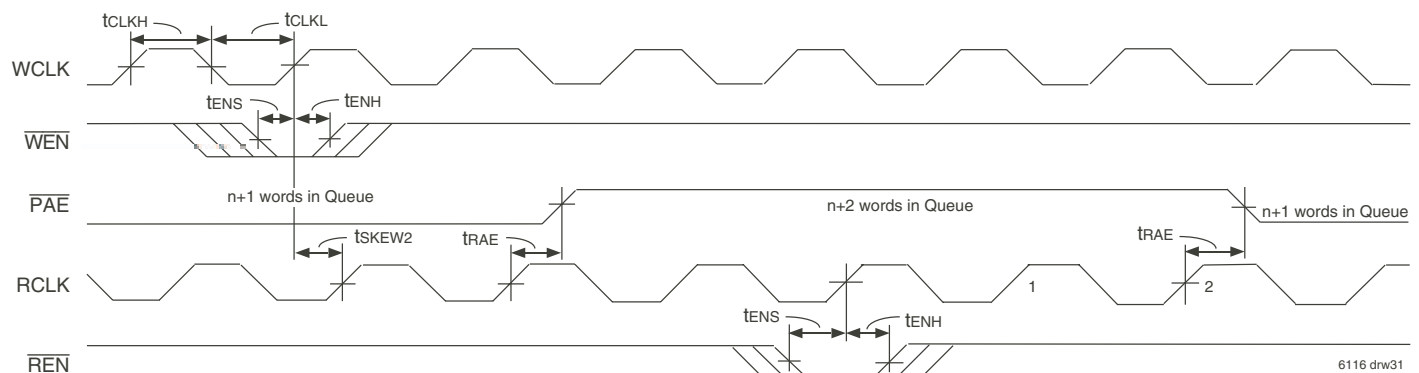 tCLKH
tCLKL
WCLK
tENS
tENH
WEN
n+1 words in Queue
PAE
n+2 words in Queue
n+1 words in Queue
tSKEW2
tRAE
tRAE
RCLK
1
2
tENS
tENH
REN
6116 drw31